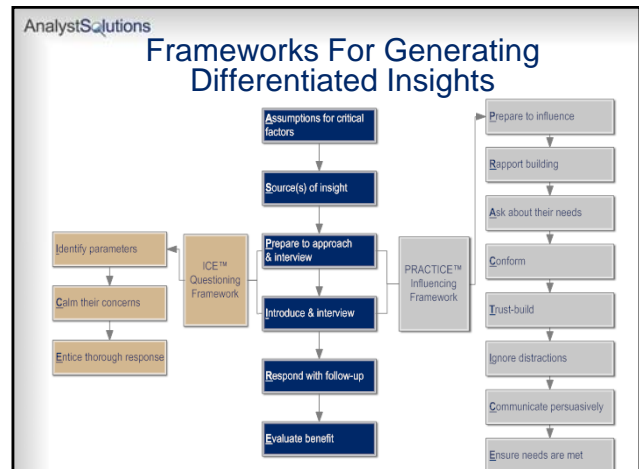 AnalystSolutions
Frameworks For Generating
Differentiated Insights
Assumptions for critical
factors
Source(s) of insight
Prepare to approach
& interview
Introduce & interview
Respond with follow-up
Evaluate benefit
ICE™
Questioning
Framework
Identify parameters
Calm their concerns
Entice thorough response
PRACTICE™
Influencing
Framework
Prepare to influence
Rapport building
Ask about their needs
Conform
Trust-build
Ignore distractions
Communicate persuasively
Ensure needs are met